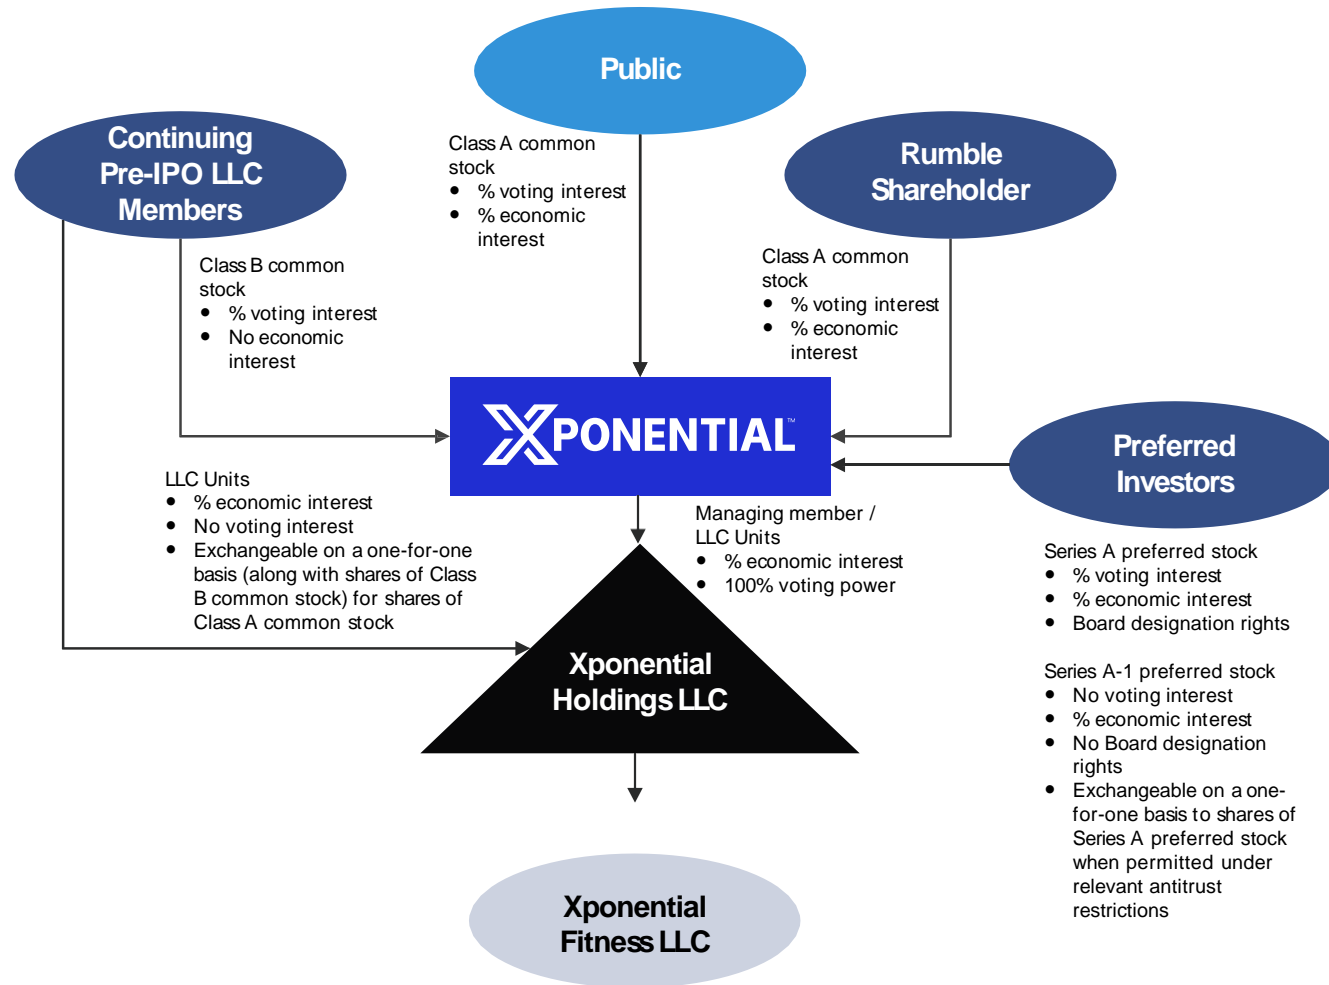 Public
Continuing
Pre-IPO LLC
Members
Rumble
Shareholder
Class A common
stock
• % voting interest
• % economic
interest
Class B common
stock
• % voting interest
• No economic
interest
Class A common
stock
• % voting interest
• % economic
interest
XPONENTIAL™
Preferred
Investors
LLC Units
• % economic interest
• No voting interest
• Exchangeable on a one-for-one
basis (along with shares of Class
B common stock) for shares of
Class A common stock
Managing member /
LLC Units
• % economic interest
• 100% voting power
Xponential
Holdings LLC
Series A preferred stock
• % voting interest
• % economic interest
• Board designation rights
Series A-1 preferred stock
• No voting interest
• % economic interest
• No Board designation
rights
• Exchangeable on a one-
for-one basis to shares of
Series A preferred stock
when permitted under
relevant antitrust
restrictions
Xponential
Fitness LLC